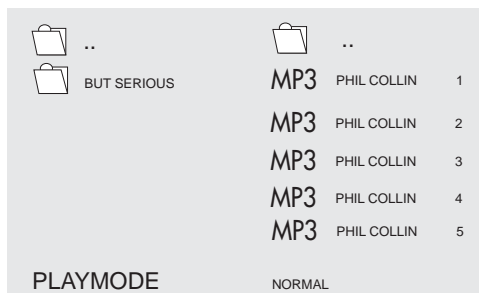 .. ..
BUT SERIOUS MP3 PHIL COLLIN 1
MP3 PHIL COLLIN 2
MP3 PHIL COLLIN 3
MP3 PHIL COLLIN 4
MP3 PHIL COLLIN 5
PLAYMODE NORMAL